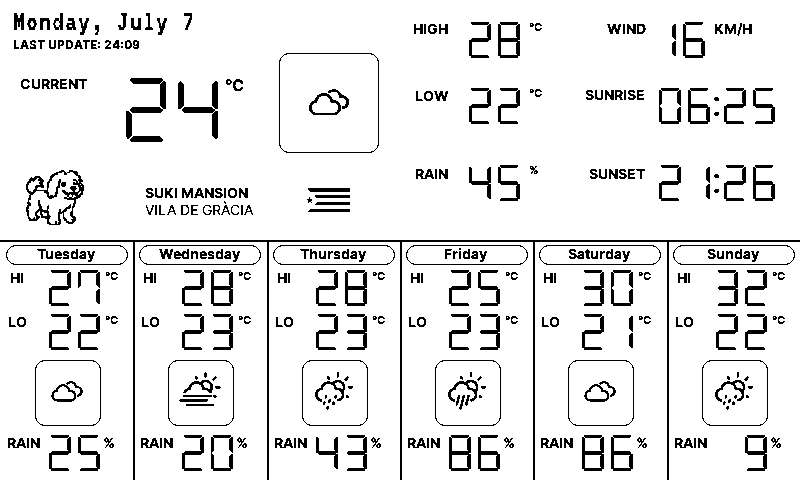 Monday, July 7
LAST UPDATE: 24:09
CURRENT 24 °C
SUKI MANSION
VILA DE GRÀCIA
HIGH 28 °C
LOW 22 °C
RAIN 45 %
WIND 16 KM/H
SUNRISE 06:25
SUNSET 21:26
Tuesday
HI 27 °C
LO 22 °C
RAIN 25 %
Wednesday
HI 28 °C
LO 23 °C
RAIN 20 %
Thursday
HI 28 °C
LO 23 °C
RAIN 43 %
Friday
HI 25 °C
LO 23 °C
RAIN 86 %
Saturday
HI 30 °C
LO 21 °C
RAIN 86 %
Sunday
HI 32 °C
LO 22 °C
RAIN 9 %